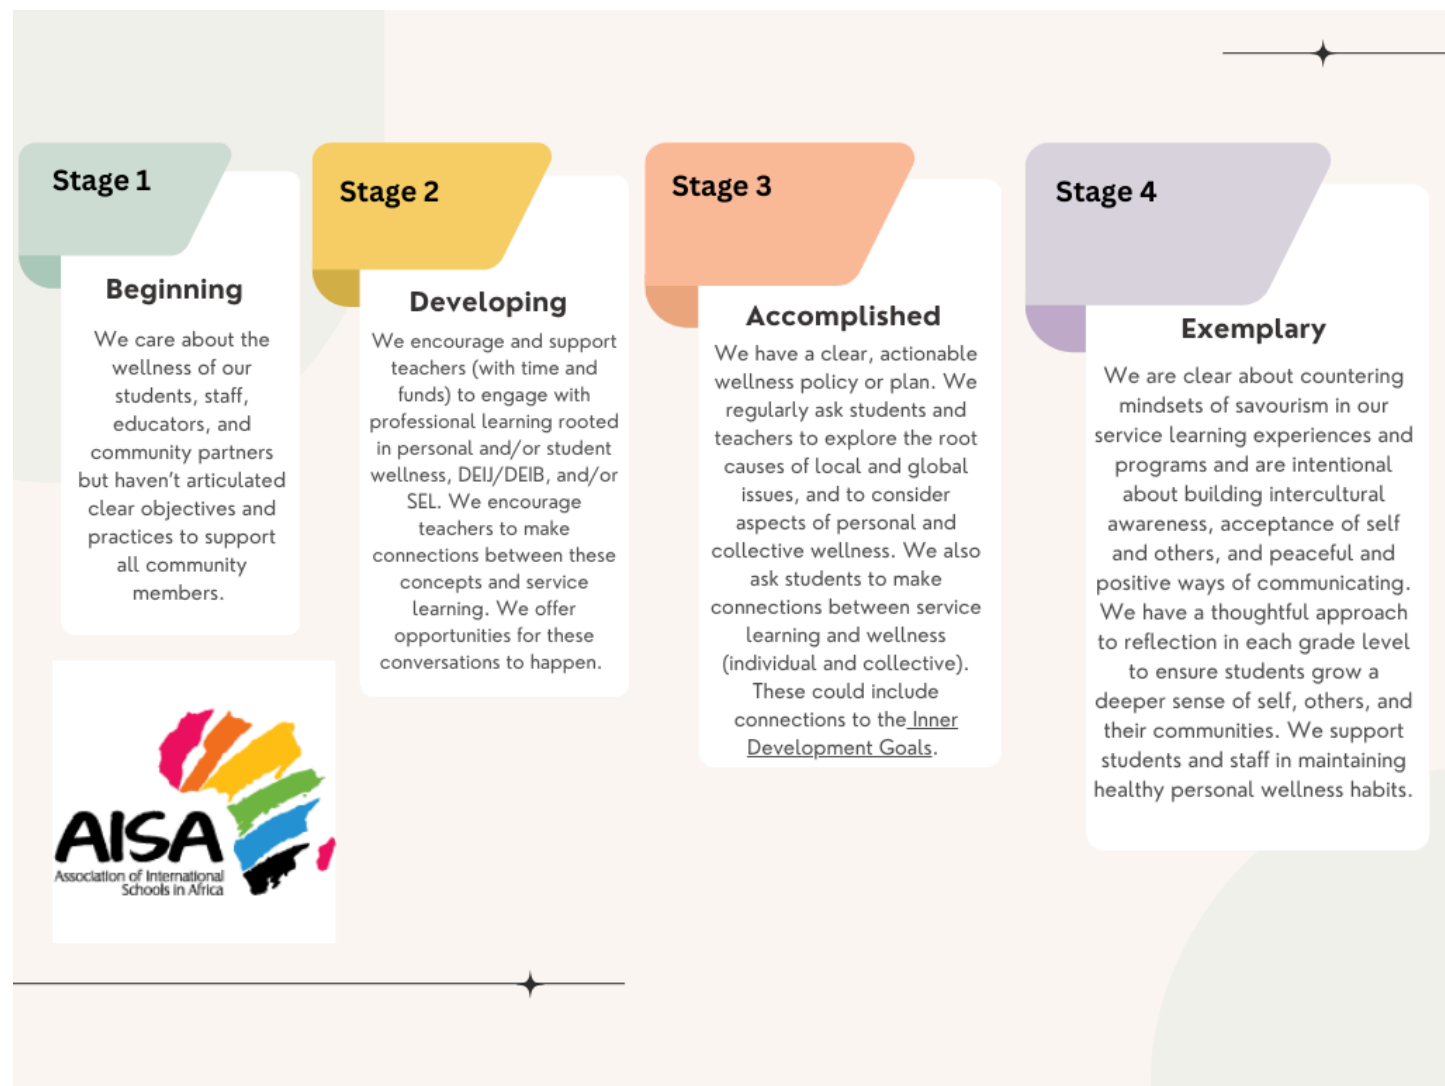 Stage 1
Beginning
We care about the
wellness of our
students, staff,
educators, and
community partners
but haven't articulated
clear objectives and
practices to support
all community
members.
Stage 2
Developing
We encourage and support
teachers (with time and
funds) to engage with
professional learning rooted
in personal and/or student
wellness, DEIJ/DEIB, and/or
SEL. We encourage
teachers to make
connections between these
concepts and service
learning. We offer
opportunities for these
conversations to happen.
Stage 3
Accomplished
We have a clear, actionable
wellness policy or plan. We
regularly ask students and
teachers to explore the root
causes of local and global
issues, and to consider
aspects of personal and
collective wellness. We also
ask students to make
connections between service
learning and wellness
(individual and collective).
These could include
connections to the Inner
Development Goals.
Stage 4
Exemplary
We are clear about countering
mindsets of savourism in our
service learning experiences and
programs and are intentional
about building intercultural
awareness, acceptance of self
and others, and peaceful and
positive ways of communicating.
We have a thoughtful approach
to reflection in each grade level
to ensure students grow a
deeper sense of self, others, and
their communities. We support
students and staff in maintaining
healthy personal wellness habits.
AISA
Association of International
Schools in Africa